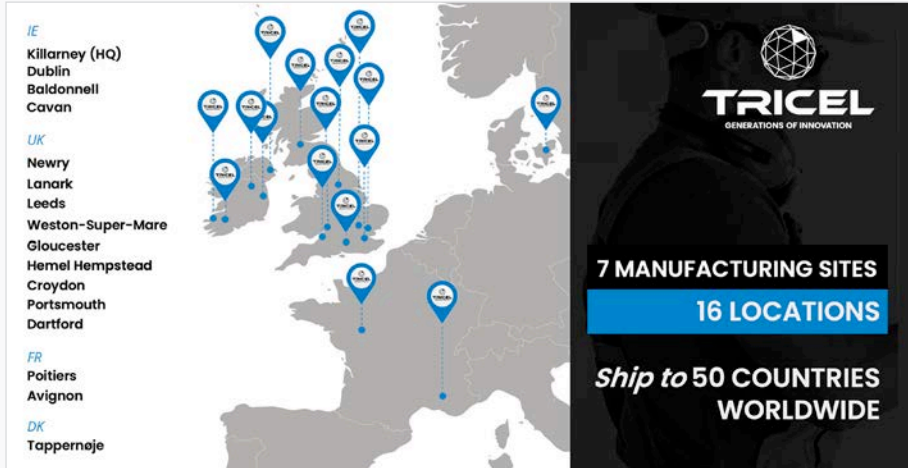 IE
Killarney (HQ)
Dublin
Baldonnell
Cavan
UK
Newry
Lanark
Leeds
Weston-Super-Mare
Gloucester
Hemel Hempstead
Croydon
Portsmouth
Dartford
FR
Poitiers
Avignon
DK
Tappernøje
TRICEL
GENERATIONS OF INNOVATION
7 MANUFACTURING SITES
16 LOCATIONS
Ship to 50 COUNTRIES
WORLDWIDE